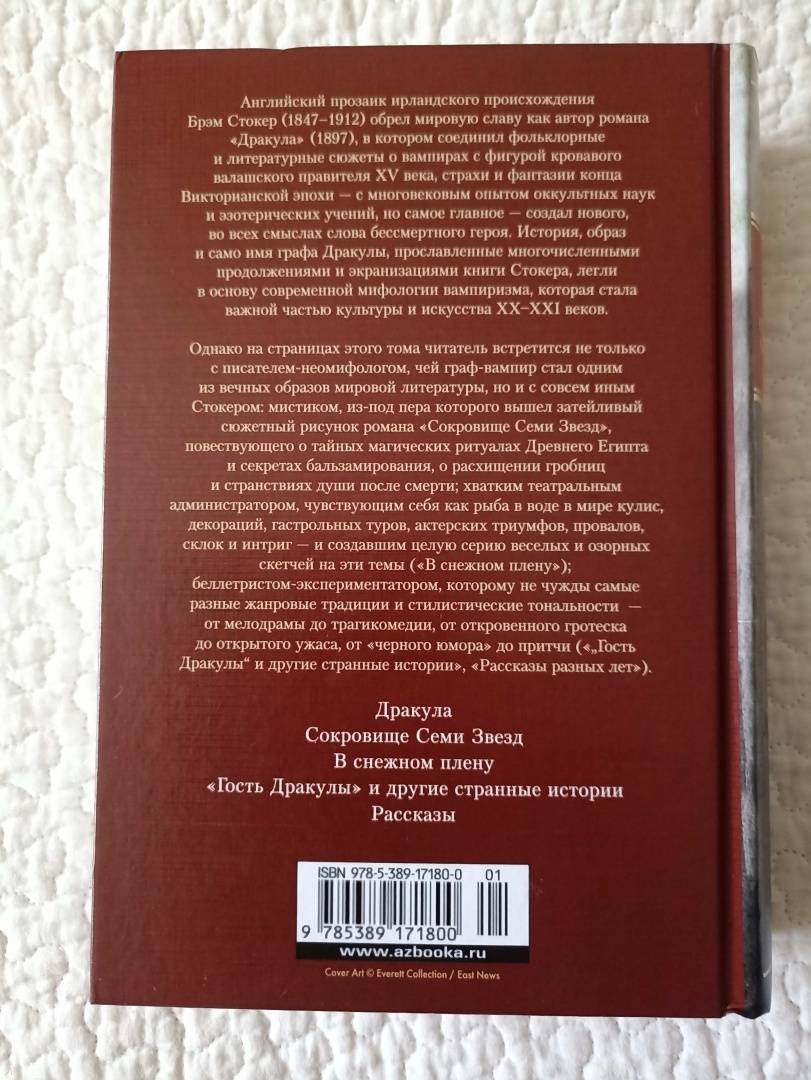 Английский прозаик ирландского происхождения
Брэм Стокер (1847–1912) обрел мировую славу как автор романа
«Дракула» (1897), в котором соединил фольклорные
и литературные сюжеты о вампирах с фигурой кровавого
валашского правителя XV века, страхи и фантазии конца
Викторианской эпохи — с многовековым опытом оккультных наук
и эзотерических учений, но самое главное — создал нового,
во всех смыслах слова бессмертного героя. История, образ
и само имя графа Дракулы, прославленные многочисленными
продолжениями и экранизациями книги Стокера, легли
в основу современной мифологии вампиризма, которая стала
важной частью культуры и искусства XX–XXI веков.
Однако на страницах этого тома читатель встретится не только
с писателем-неомифологом, чей граф-вампир стал одним
из вечных образов мировой литературы, но и с совсем иным
Стокером: мистиком, из-под пера которого вышел затейливый
сюжетный рисунок романа «Сокровище Семи Звезд»,
повествующего о тайных магических ритуалах Древнего Египта
и секретах бальзамирования, о расхищении гробниц
и странствиях души после смерти; хватким театральным
администратором, чувствующим себя как рыба в воде в мире кулис,
декораций, гастрольных туров, актерских триумфов, провалов,
склок и интриг — и создавшим целую серию веселых и озорных
скетчей на эти темы («В снежном плену»);
беллетристом-экспериментатором, которому не чужды самые
разные жанровые традиции и стилистические тональности —
от мелодрамы до трагикомедии, от откровенного гротеска
до открытого ужаса, от «черного юмора» до притчи («„Гость
Дракулы“ и другие странные истории», «Рассказы разных лет»).
Дракула
Сокровище Семи Звезд
В снежном плену
«Гость Дракулы» и другие странные истории
Рассказы
ISBN 978-5-389-17180-0 01
9 785389 171800
www.azbooka.ru
Cover Art © Everett Collection / East News